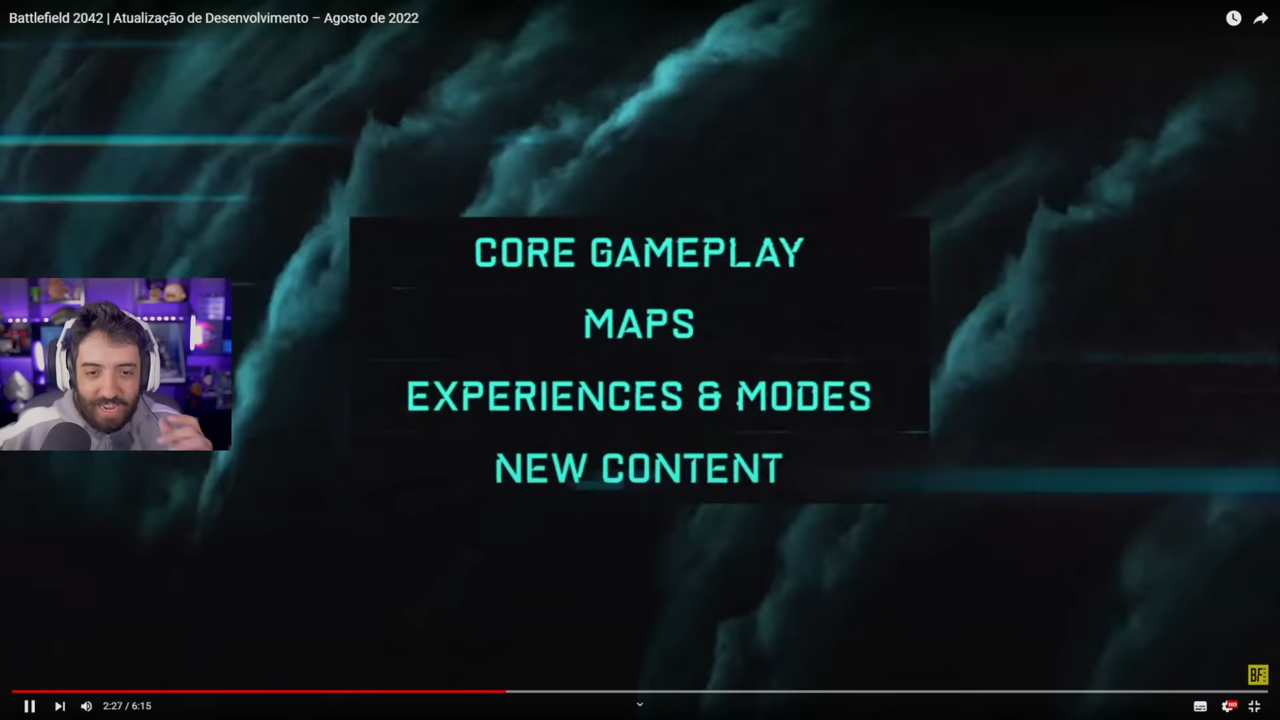 Battlefield 2042 | Atualização de Desenvolvimento – Agosto de 2022
CORE GAMEPLAY
MAPS
EXPERIENCES & MODES
NEW CONTENT
BF
2:27 / 6:15
HD